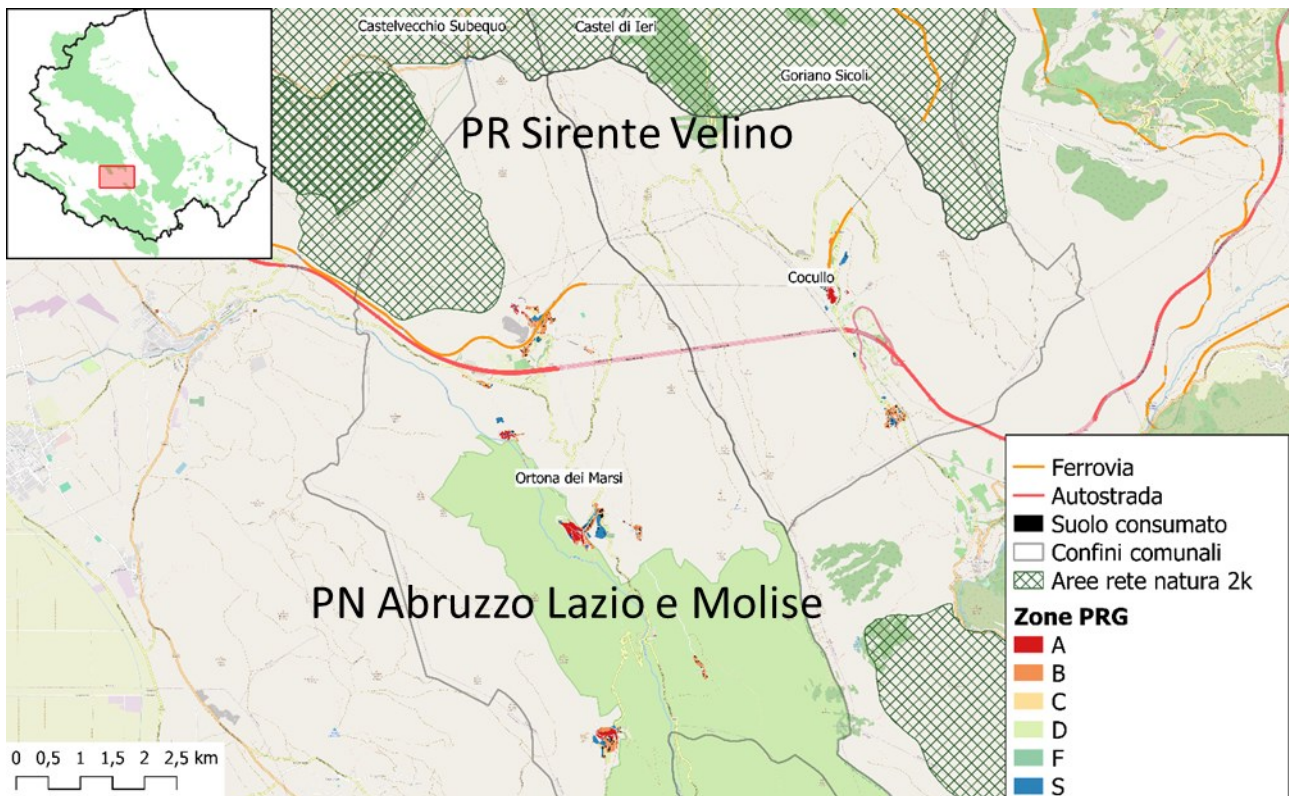 Castelvecchio Subequo
Castel di Ieri
Goriano Sicoli
PR Sirente Velino
Cocullo
Ortona dei Marsi
PN Abruzzo Lazio e Molise
Ferrovia
Autostrada
Suolo consumato
Confini comunali
Aree rete natura 2k
Zone PRG
A
B
C
D
F
S
0 0,5 1 1,5 2 2,5 km